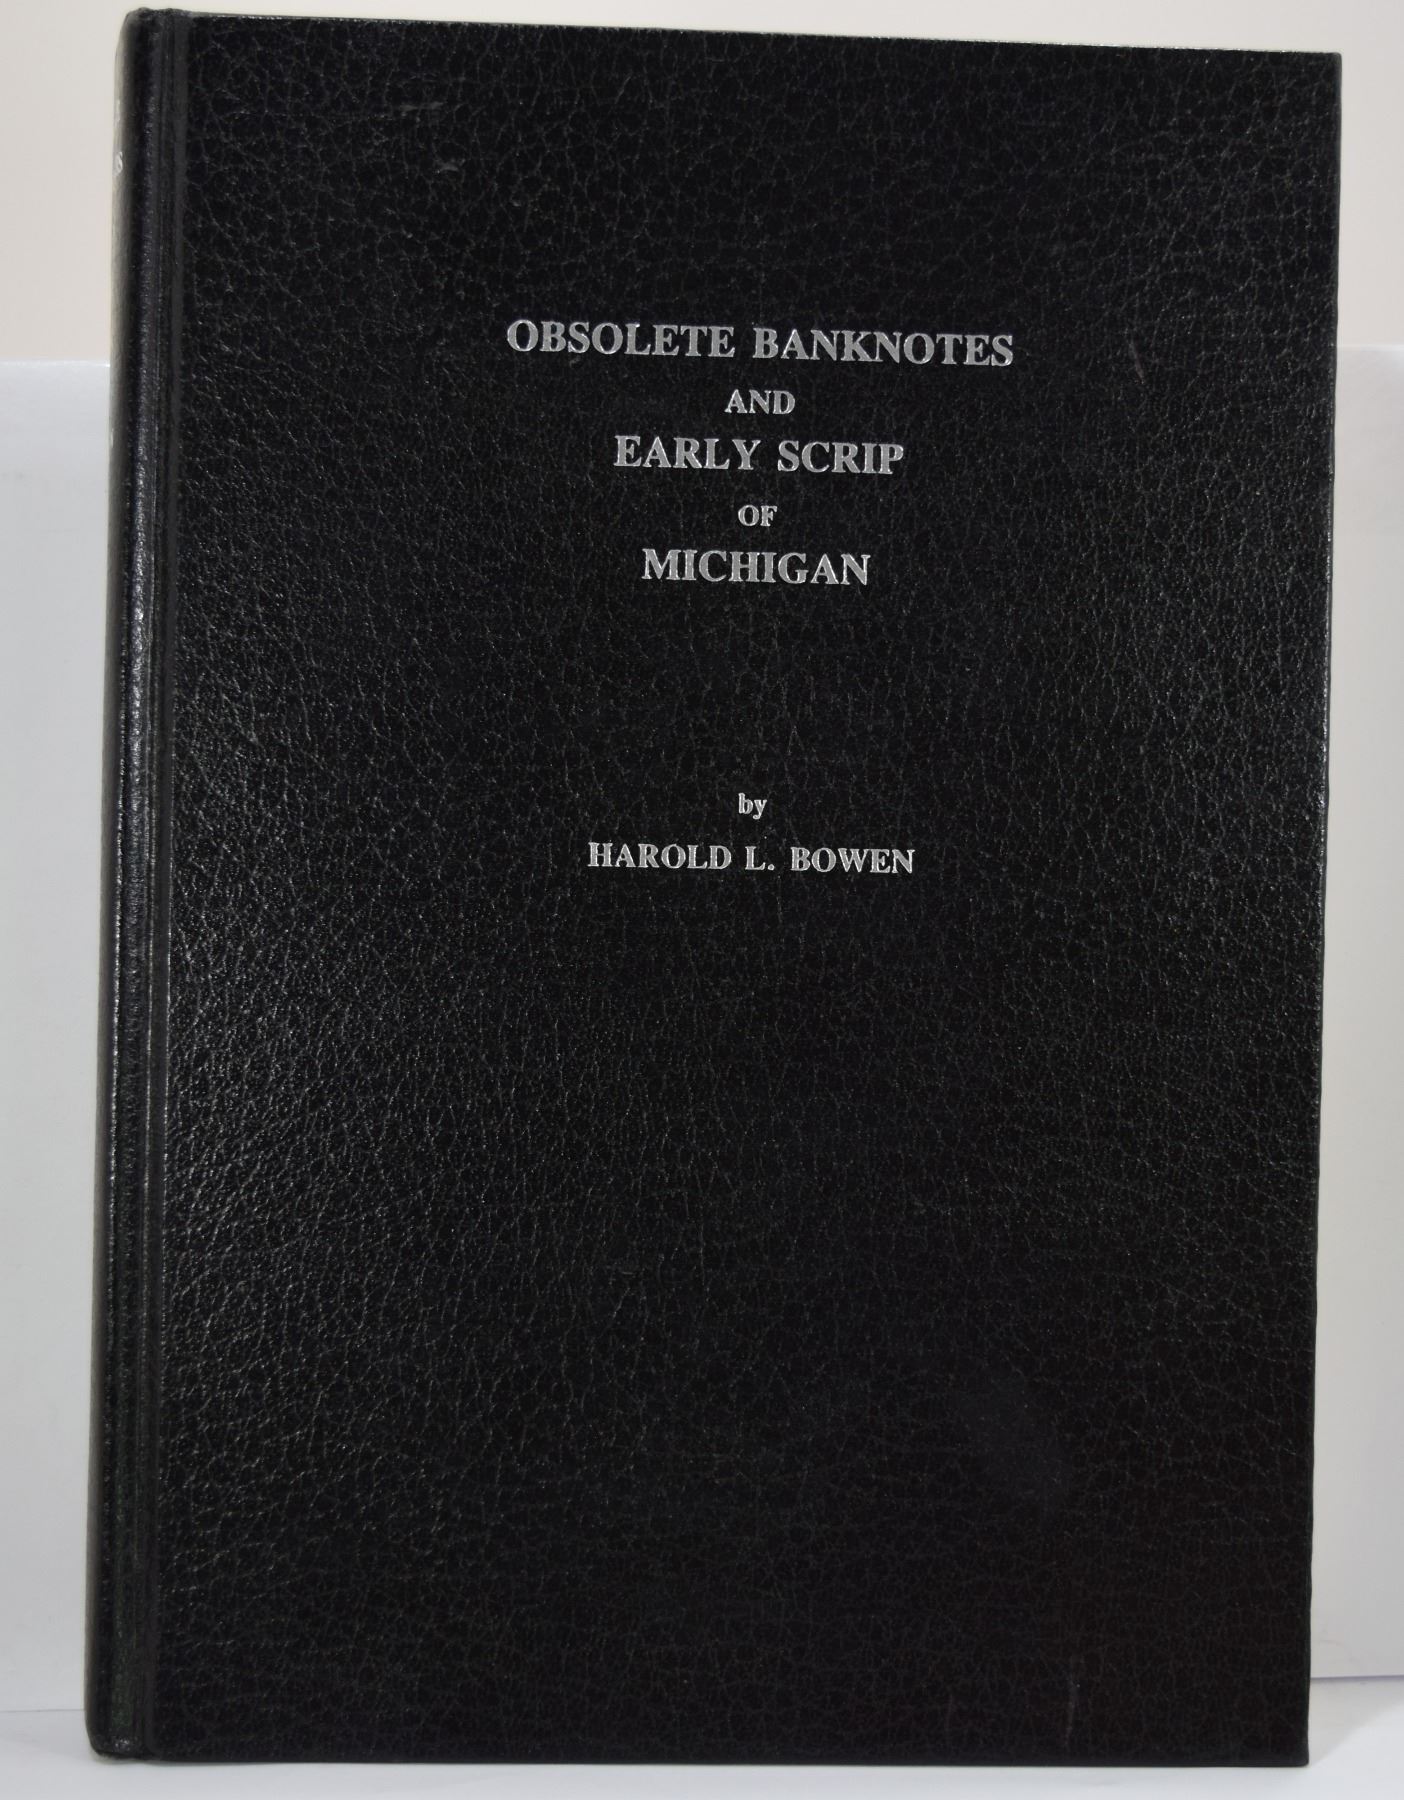 OBSOLETE BANKNOTES
AND
EARLY SCRIP
OF
MICHIGAN
by
HAROLD L. BOWEN